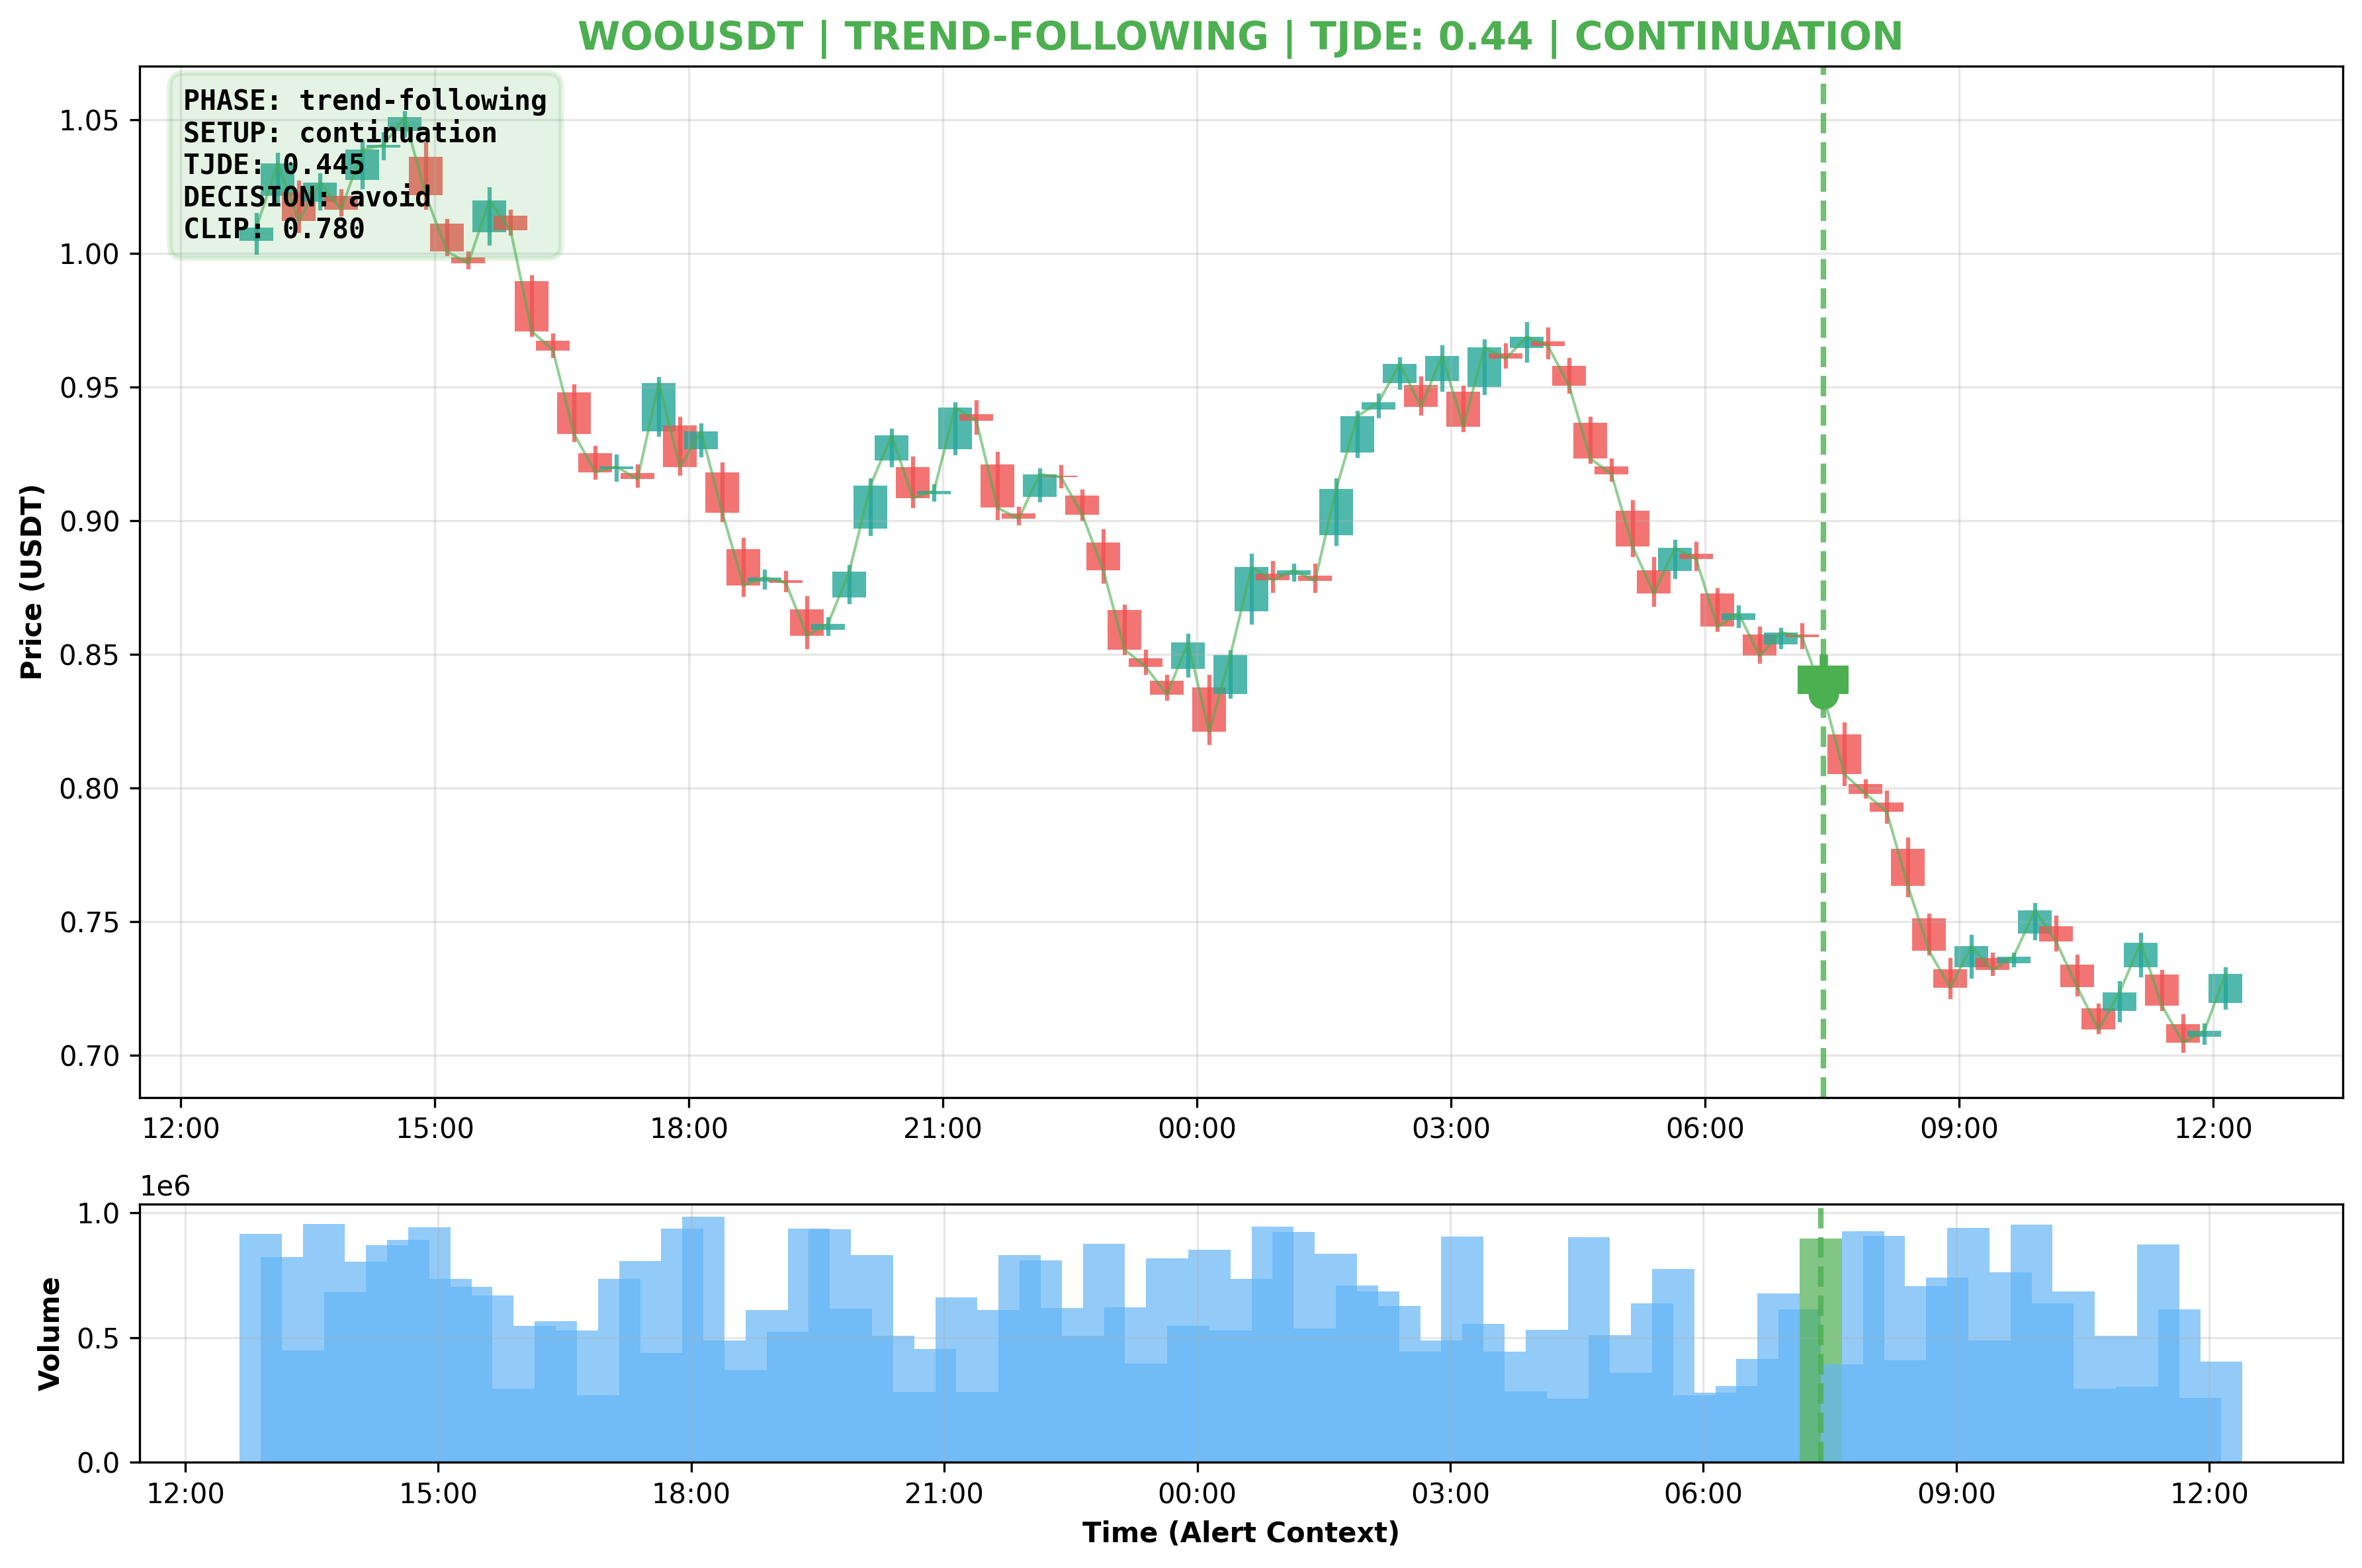 WOOUSDT | TREND-FOLLOWING | TJDE: 0.44 | CONTINUATION
PHASE: trend-following
SETUP: continuation
TJDE: 0.445
DECISION: avoid
CLIP: 0.780
Price (USDT)
1.05
1.00
0.95
0.90
0.85
0.80
0.75
0.70
12:00 15:00 18:00 21:00 00:00 03:00 06:00 09:00 12:00
1e6
Volume
1.0
0.5
0.0
12:00 15:00 18:00 21:00 00:00 03:00 06:00 09:00 12:00
Time (Alert Context)